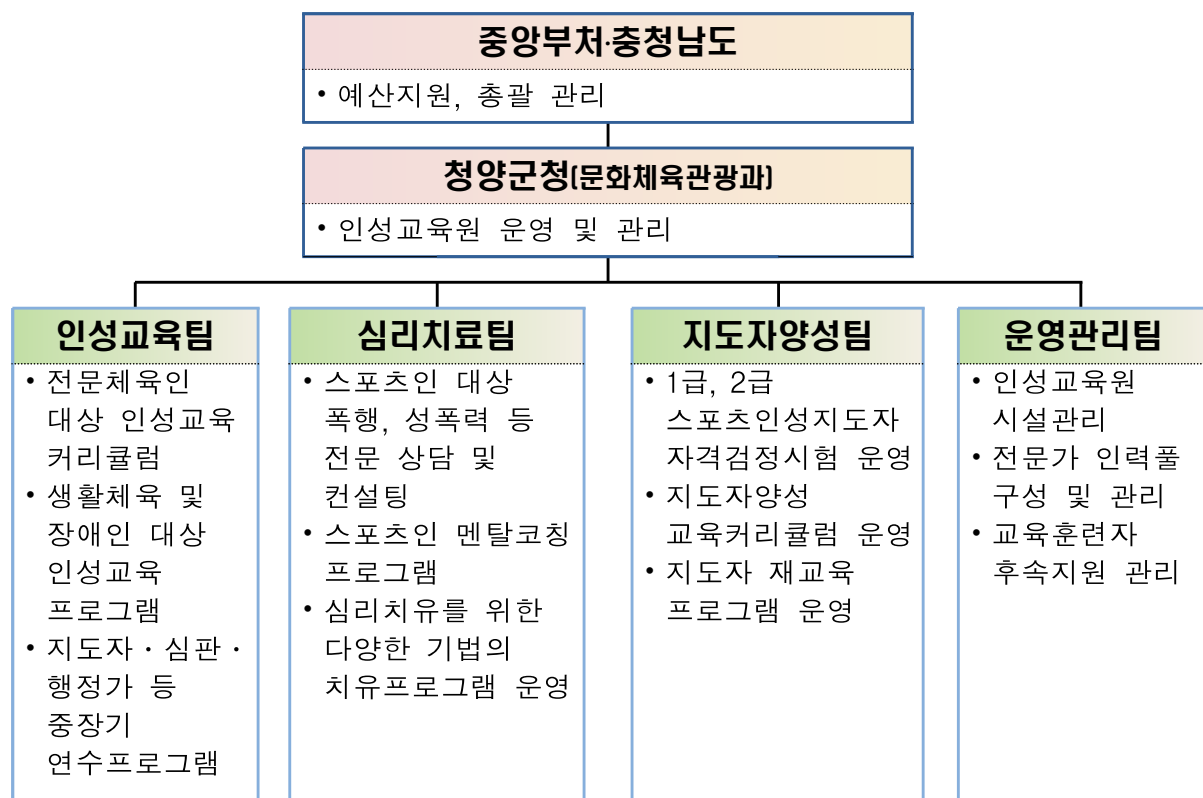 중앙부처·충청남도
• 예산지원, 총괄 관리
청양군청(문화체육관광과)
• 인성교육원 운영 및 관리
인성교육팀
• 전문체육인
대상 인성교육
커리큘럼
• 생활체육 및
장애인 대상
인성교육
프로그램
• 지도자·심판·
행정가 등
중장기
연수프로그램
심리치료팀
• 스포츠인 대상
폭행, 성폭력 등
전문 상담 및
컨설팅
• 스포츠인 멘탈코칭
프로그램
• 심리치유를 위한
다양한 기법의
치유프로그램 운영
지도자양성팀
• 1급, 2급
스포츠인성지도자
자격검정시험 운영
• 지도자양성
교육커리큘럼 운영
• 지도자 재교육
프로그램 운영
운영관리팀
• 인성교육원
시설관리
• 전문가 인력풀
구성 및 관리
• 교육훈련자
후속지원 관리